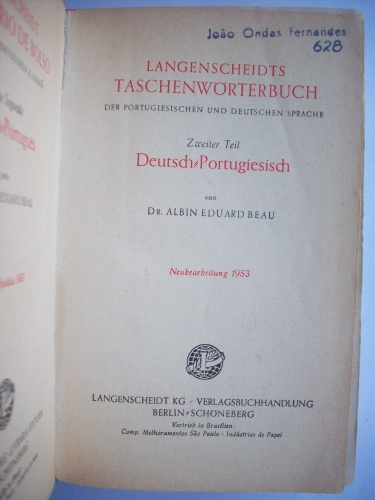 João Ondas Fernandes
628
LANGENSCHEIDTS
TASCHENWÖRTERBUCH
DER PORTUGIESISCHEN UND DEUTSCHEN SPRACHE
Zweiter Teil
Deutsch-Portugiesisch
von
DR. ALBIN EDUARD BEAU
Neubearbeitung 1953
LANGENSCHEIDT KG - VERLAGSBUCHHANDLUNG
BERLIN-SCHÖNEBERG
Vertrieb in Brasilien:
Comp. Melhoramentos São Paulo · Indústrias de Papel